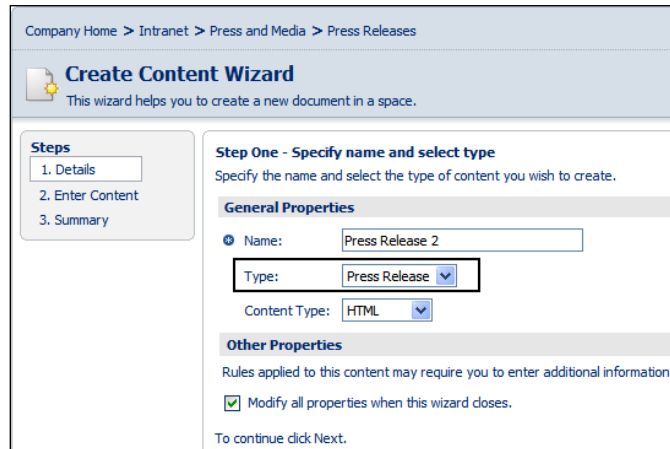 Company Home > Intranet > Press and Media > Press Releases
Create Content Wizard
This wizard helps you to create a new document in a space.
Steps
1. Details
2. Enter Content
3. Summary
Step One - Specify name and select type
Specify the name and select the type of content you wish to create.
General Properties
Name: Press Release 2
Type: Press Release
Content Type: HTML
Other Properties
Rules applied to this content may require you to enter additional information
Modify all properties when this wizard closes.
To continue click Next.